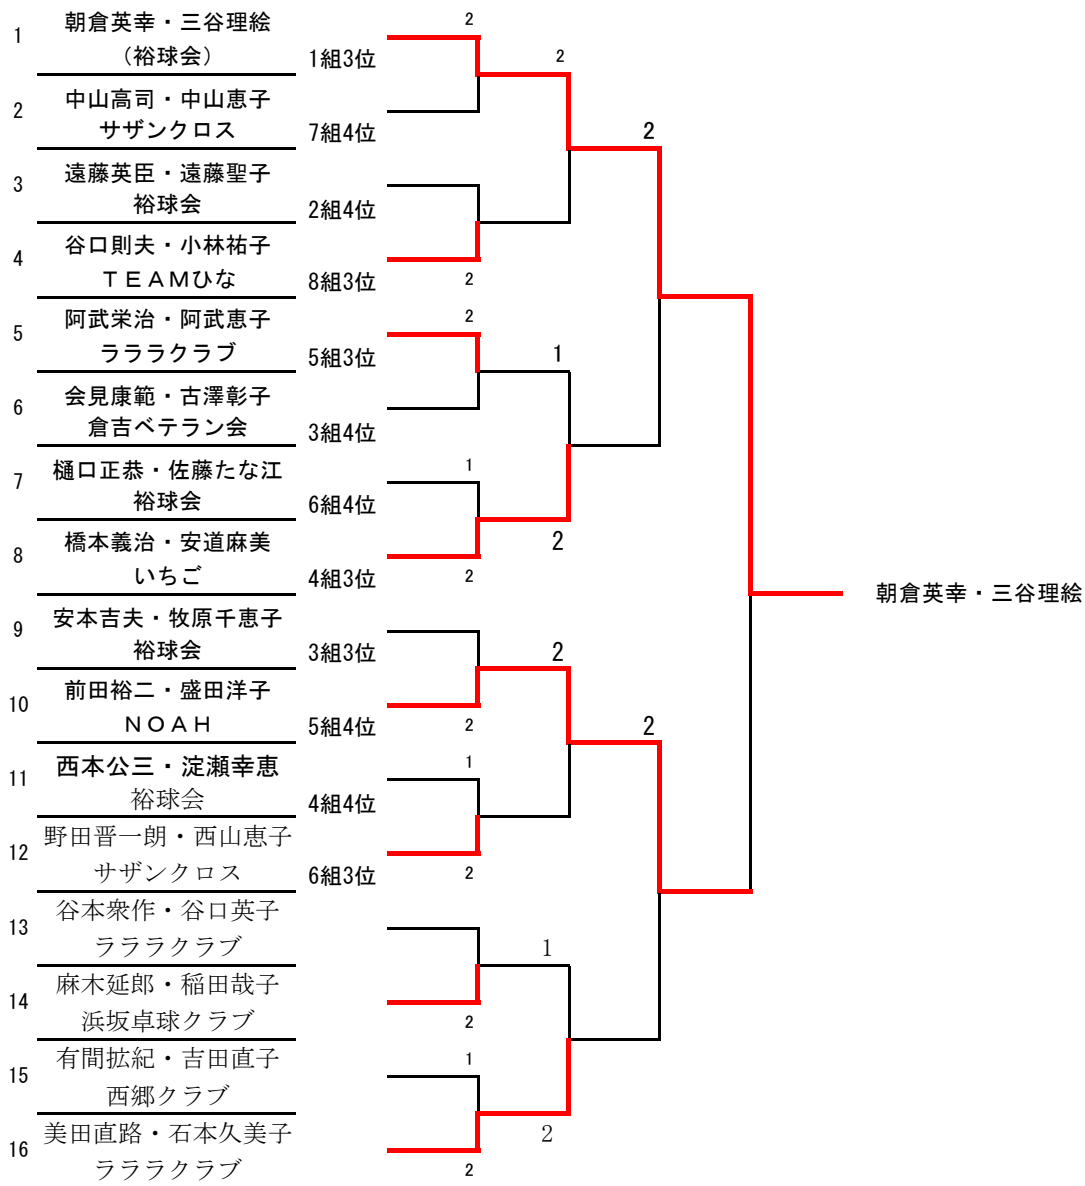 1
朝倉英幸・三谷理絵
（裕球会）
1組3位
2
中山高司・中山恵子
サザンクロス
7組4位
3
遠藤英臣・遠藤聖子
裕球会
2組4位
4
谷口則夫・小林祐子
ＴＥＡＭひな
8組3位
5
阿武栄治・阿武恵子
ラララクラブ
5組3位
6
会見康範・古澤彰子
倉吉ベテラン会
3組4位
7
樋口正恭・佐藤たな江
裕球会
6組4位
8
橋本義治・安道麻美
いちご
4組3位
9
安本吉夫・牧原千恵子
裕球会
3組3位
10
前田裕二・盛田洋子
ＮＯＡＨ
5組4位
11
西本公三・淀瀬幸恵
裕球会
4組4位
12
野田晋一朗・西山恵子
サザンクロス
6組3位
13
谷本衆作・谷口英子
ラララクラブ
14
麻木延郎・稲田哉子
浜坂卓球クラブ
15
有間拡紀・吉田直子
西郷クラブ
16
美田直路・石本久美子
ラララクラブ
2
2
2
2
1
2
2
1
2
1
2
1
2
2
2
1
2
2
2
朝倉英幸・三谷理絵